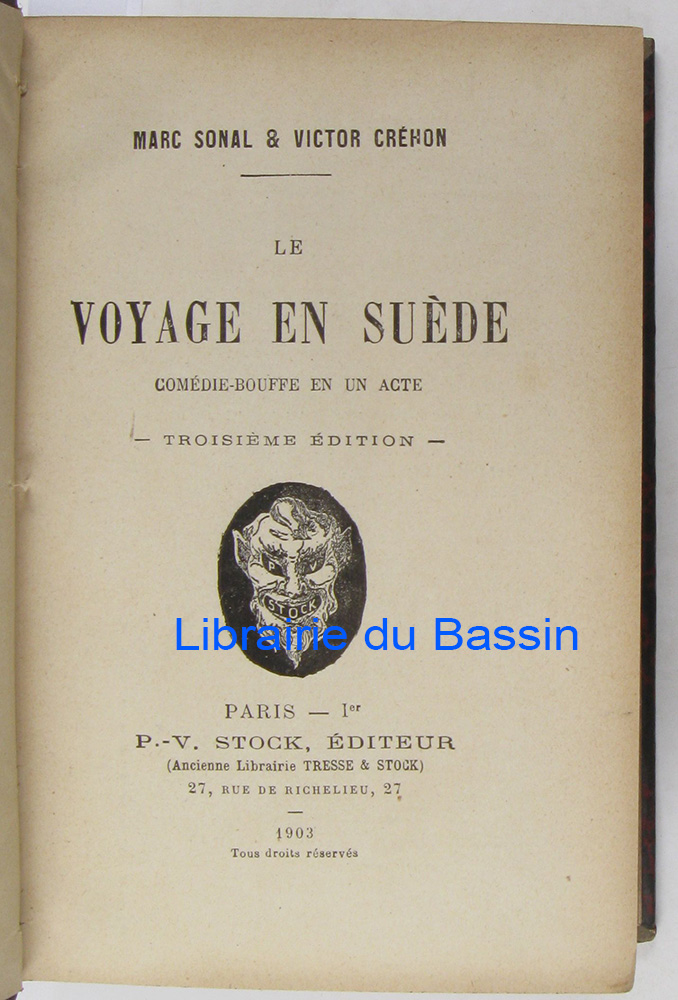 MARC SONAL & VICTOR CRÉHON
LE
VOYAGE EN SUÈDE
COMÉDIE-BOUFFE EN UN ACTE
— TROISIÈME ÉDITION —
P V
STOCK
Librairie du Bassin
PARIS — Ier
P.-V. STOCK, ÉDITEUR
(Ancienne Librairie TRESSE & STOCK)
27, RUE DE RICHELIEU, 27
1903
Tous droits réservés